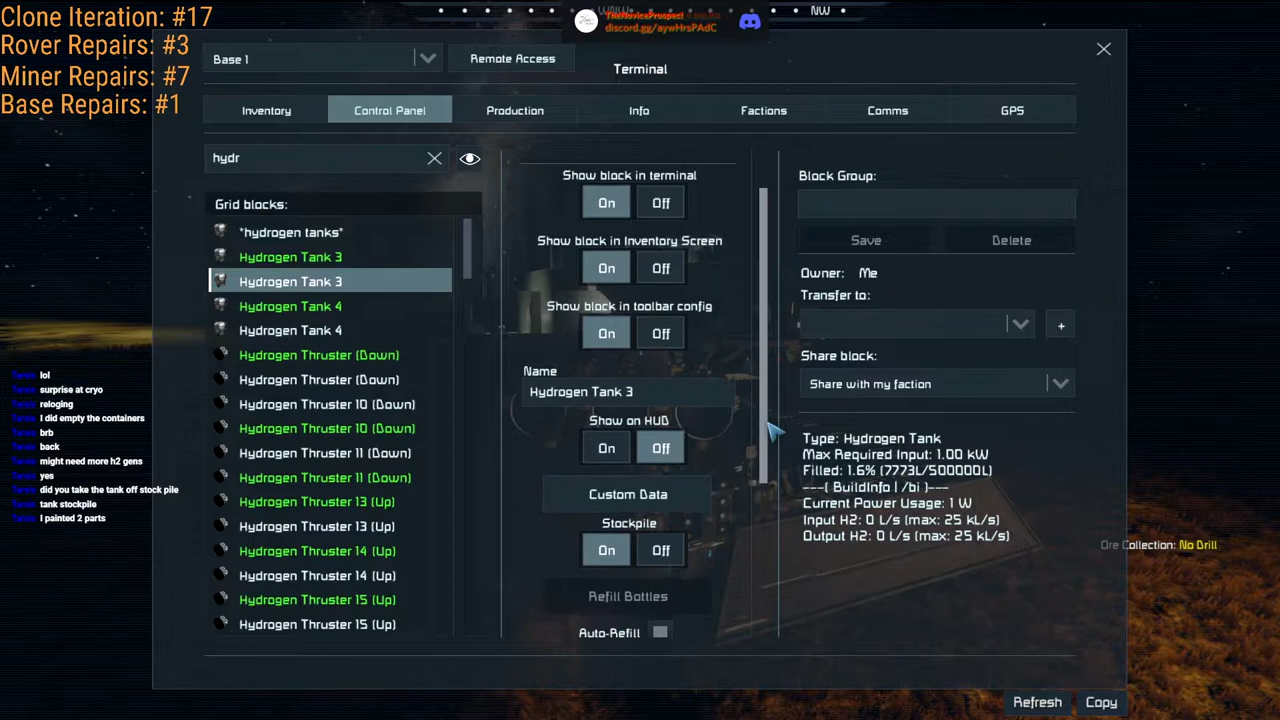 Clone Iteration: #17
Rover Repairs: #3
Miner Repairs: #7
Base Repairs: #1
NW
TheNoviceProspect
discord.gg/aywHrsPAdC
Base 1
Remote Access
Terminal
Inventory
Control Panel
Production
Info
Factions
Comms
GPS
hydr
Grid blocks:
*hydrogen tanks*
Hydrogen Tank 3
Hydrogen Tank 3
Hydrogen Tank 4
Hydrogen Tank 4
Hydrogen Thruster (Down)
Hydrogen Thruster (Down)
Hydrogen Thruster 10 (Down)
Hydrogen Thruster 10 (Down)
Hydrogen Thruster 11 (Down)
Hydrogen Thruster 11 (Down)
Hydrogen Thruster 13 (Up)
Hydrogen Thruster 13 (Up)
Hydrogen Thruster 14 (Up)
Hydrogen Thruster 14 (Up)
Hydrogen Thruster 15 (Up)
Hydrogen Thruster 15 (Up)
Show block in terminal
On Off
Show block in Inventory Screen
On Off
Show block in toolbar config
On Off
Name
Hydrogen Tank 3
Show on HUD
On Off
Custom Data
Stockpile
On Off
Refill Bottles
Auto-Refill
Block Group:
Save
Delete
Owner: Me
Transfer to:
+
Share block:
Share with my faction
Type: Hydrogen Tank
Max Required Input: 1.00 kW
Filled: 1.6% (7773L/500000L)
---( BuildInfo | /bi )---
Current Power Usage: 1 W
Input H2: 0 L/s (max: 25 kL/s)
Output H2: 0 L/s (max: 25 kL/s)
Ore Collection: No Drill
lol
surprise at cryo
reloging
I did empty the containers
brb
back
might need more h2 gens
yes
did you take the tank off stock pile
tank stockpile
I painted 2 parts
Refresh
Copy